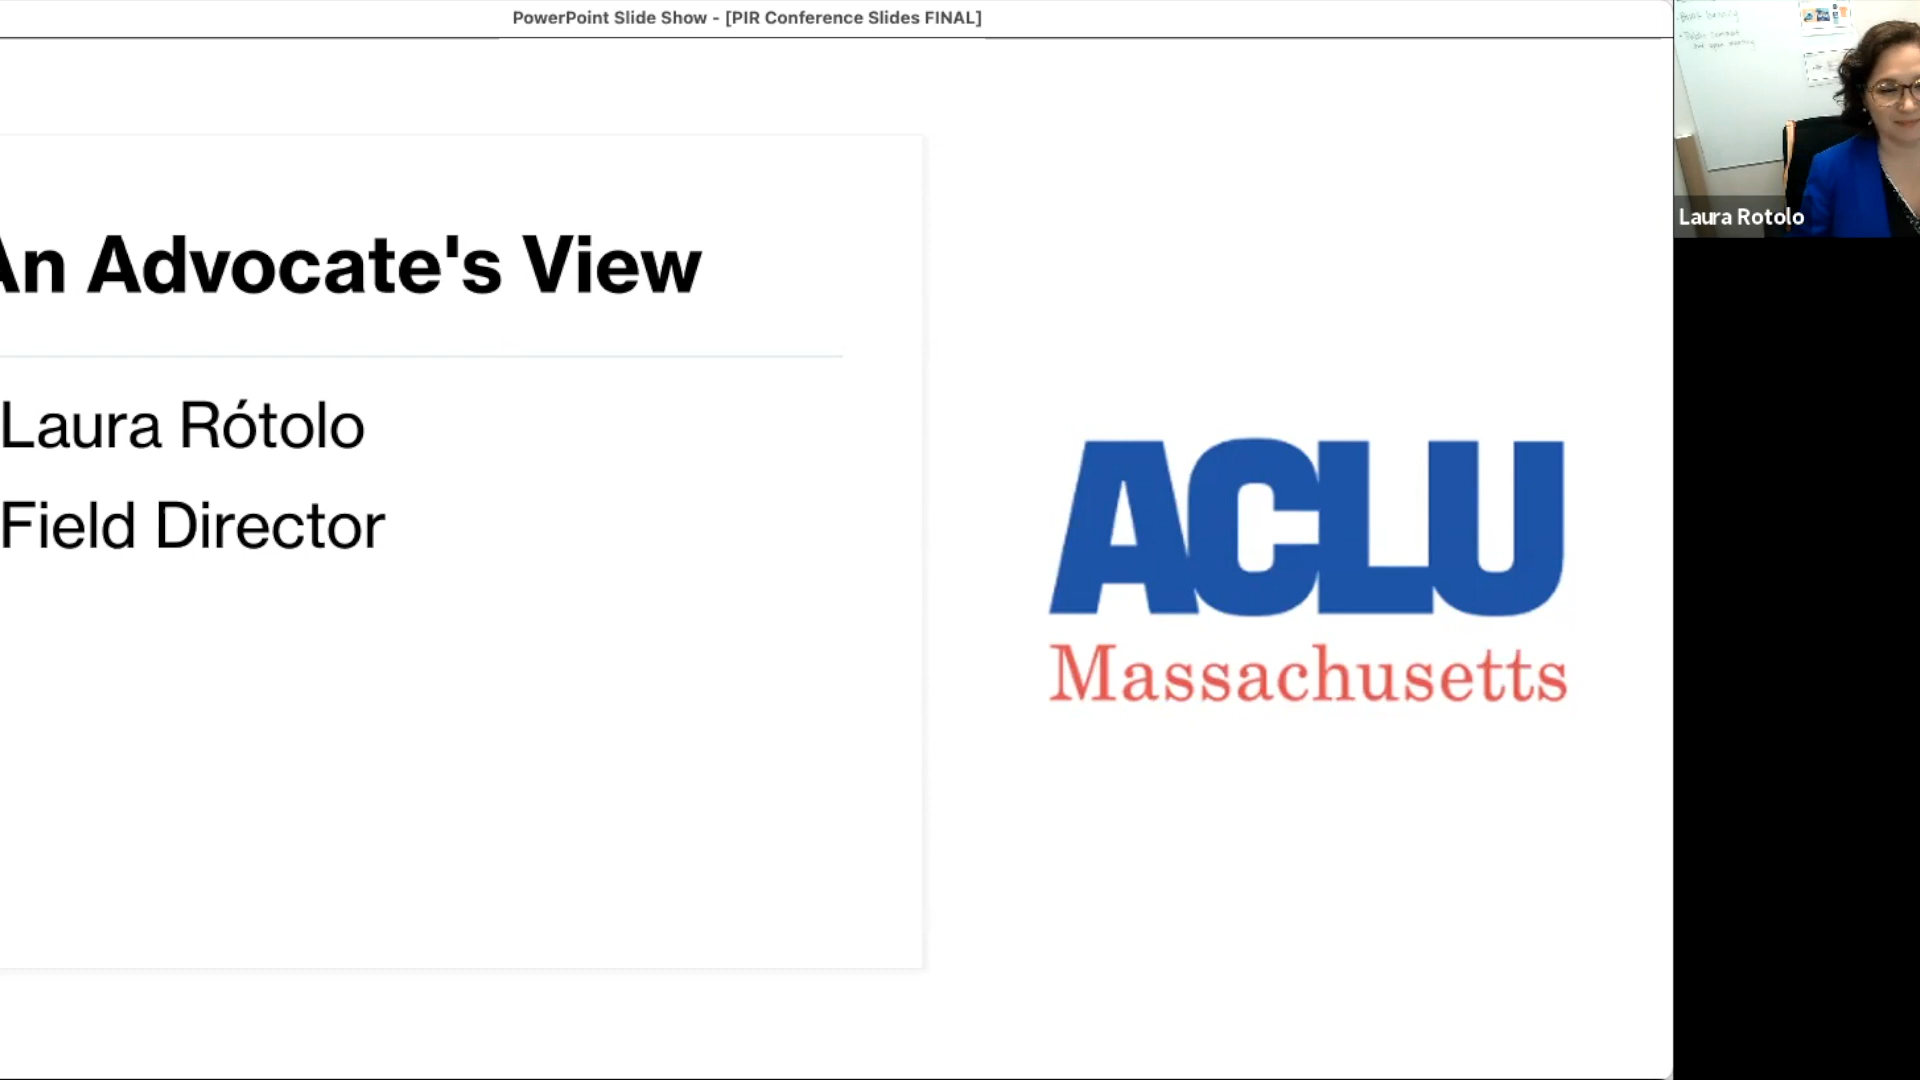 PowerPoint Slide Show - [PIR Conference Slides FINAL]
An Advocate's View
Laura Rótolo
Field Director
ACLU
Massachusetts
Laura Rotolo